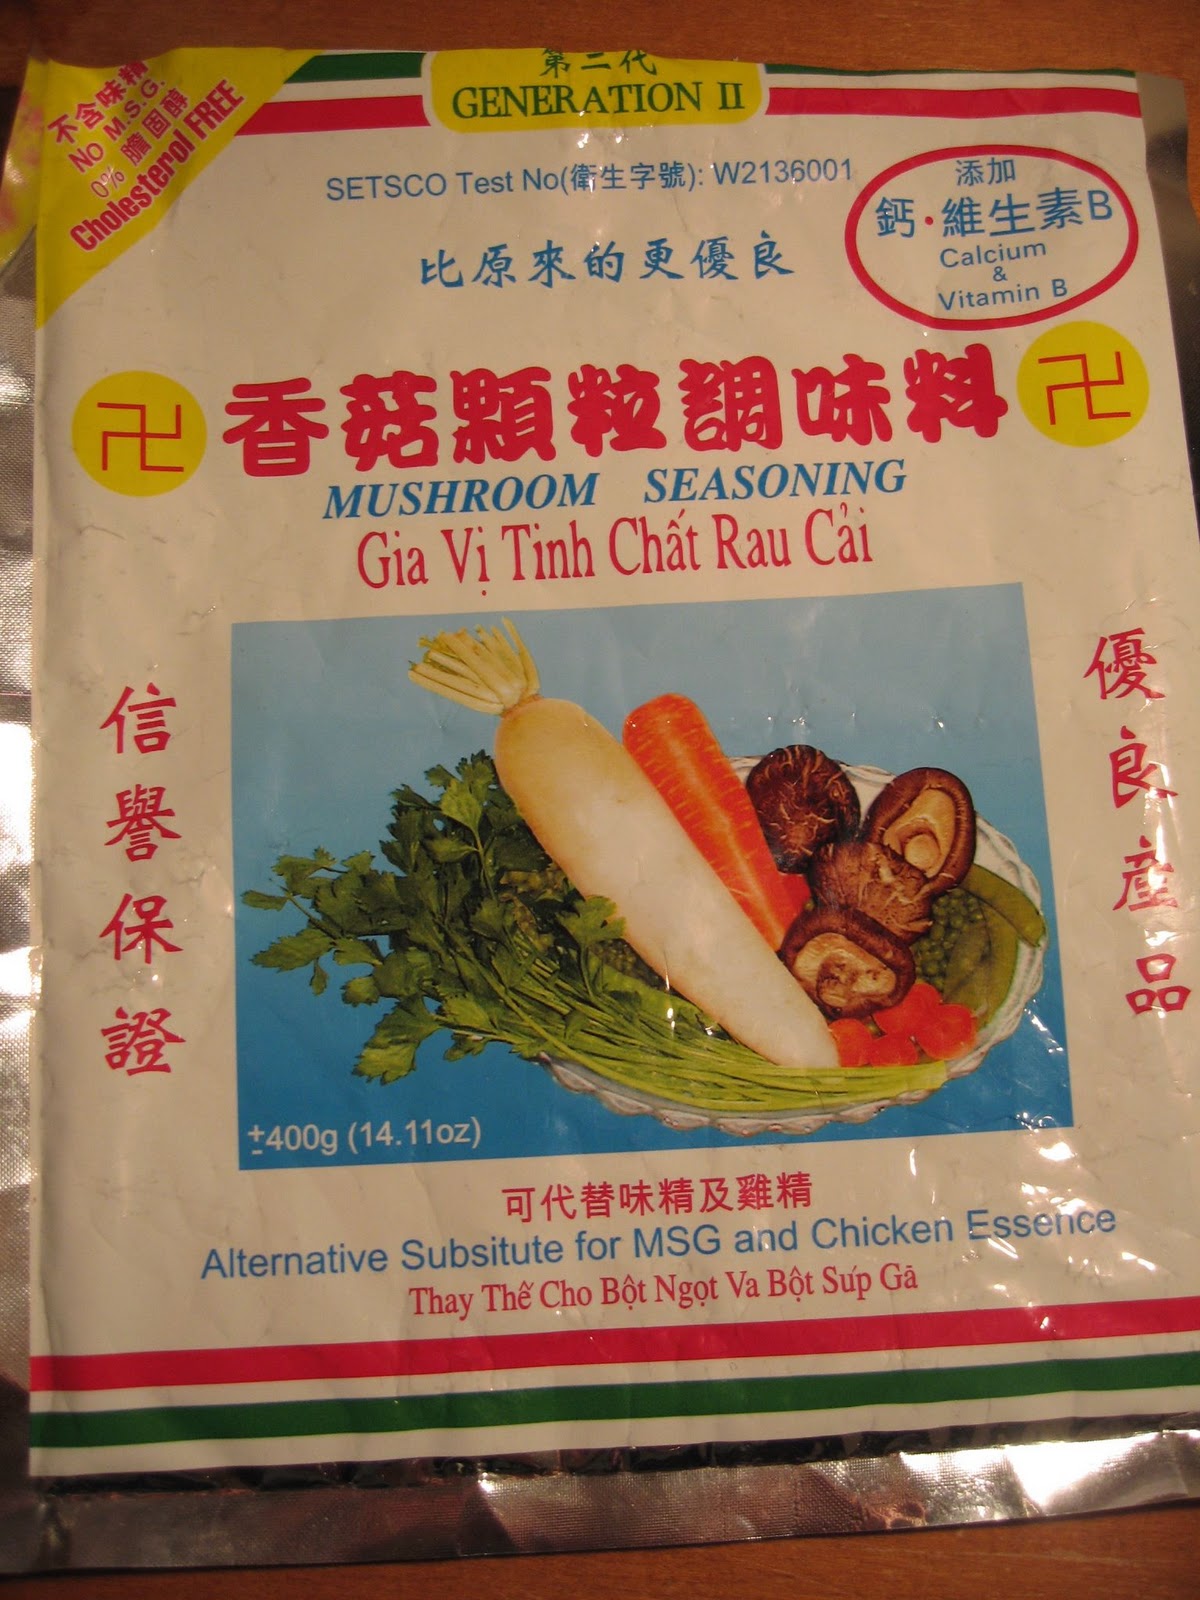 第二代
GENERATION II
不含味精
No M.S.G.
0% 膽固醇
Cholesterol FREE
SETSCO Test No(衛生字號): W2136001
添加
鈣·維生素B
Calcium
&
Vitamin B
比原來的更優良
卍 香菇顆粒調味料 卍
MUSHROOM SEASONING
Gia Vị Tinh Chất Rau Cải
信譽保證
優良產品
±400g (14.11oz)
可代替味精及雞精
Alternative Subsitute for MSG and Chicken Essence
Thay Thế Cho Bột Ngọt Va Bột Súp Gā